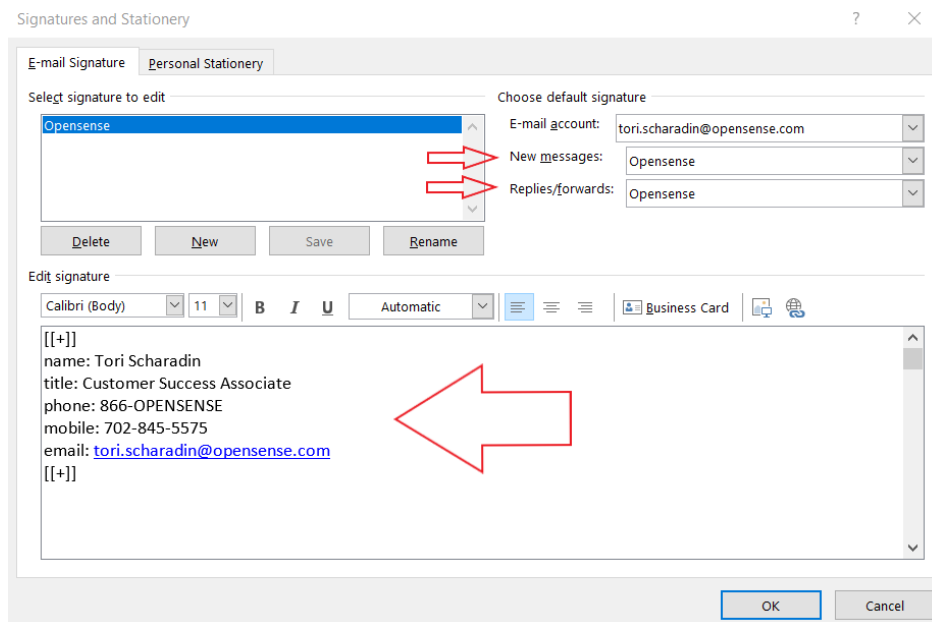 Signatures and Stationery ?
E-mail Signature Personal Stationery
Select signature to edit
Opensense
Delete New Save Rename
Choose default signature
E-mail account: tori.scharadin@opensense.com
New messages: Opensense
Replies/forwards: Opensense
Edit signature
Calibri (Body) 11 B I U Automatic Business Card
[[+]]
name: Tori Scharadin
title: Customer Success Associate
phone: 866-OPENSENSE
mobile: 702-845-5575
email: tori.scharadin@opensense.com
[[+]]
OK Cancel